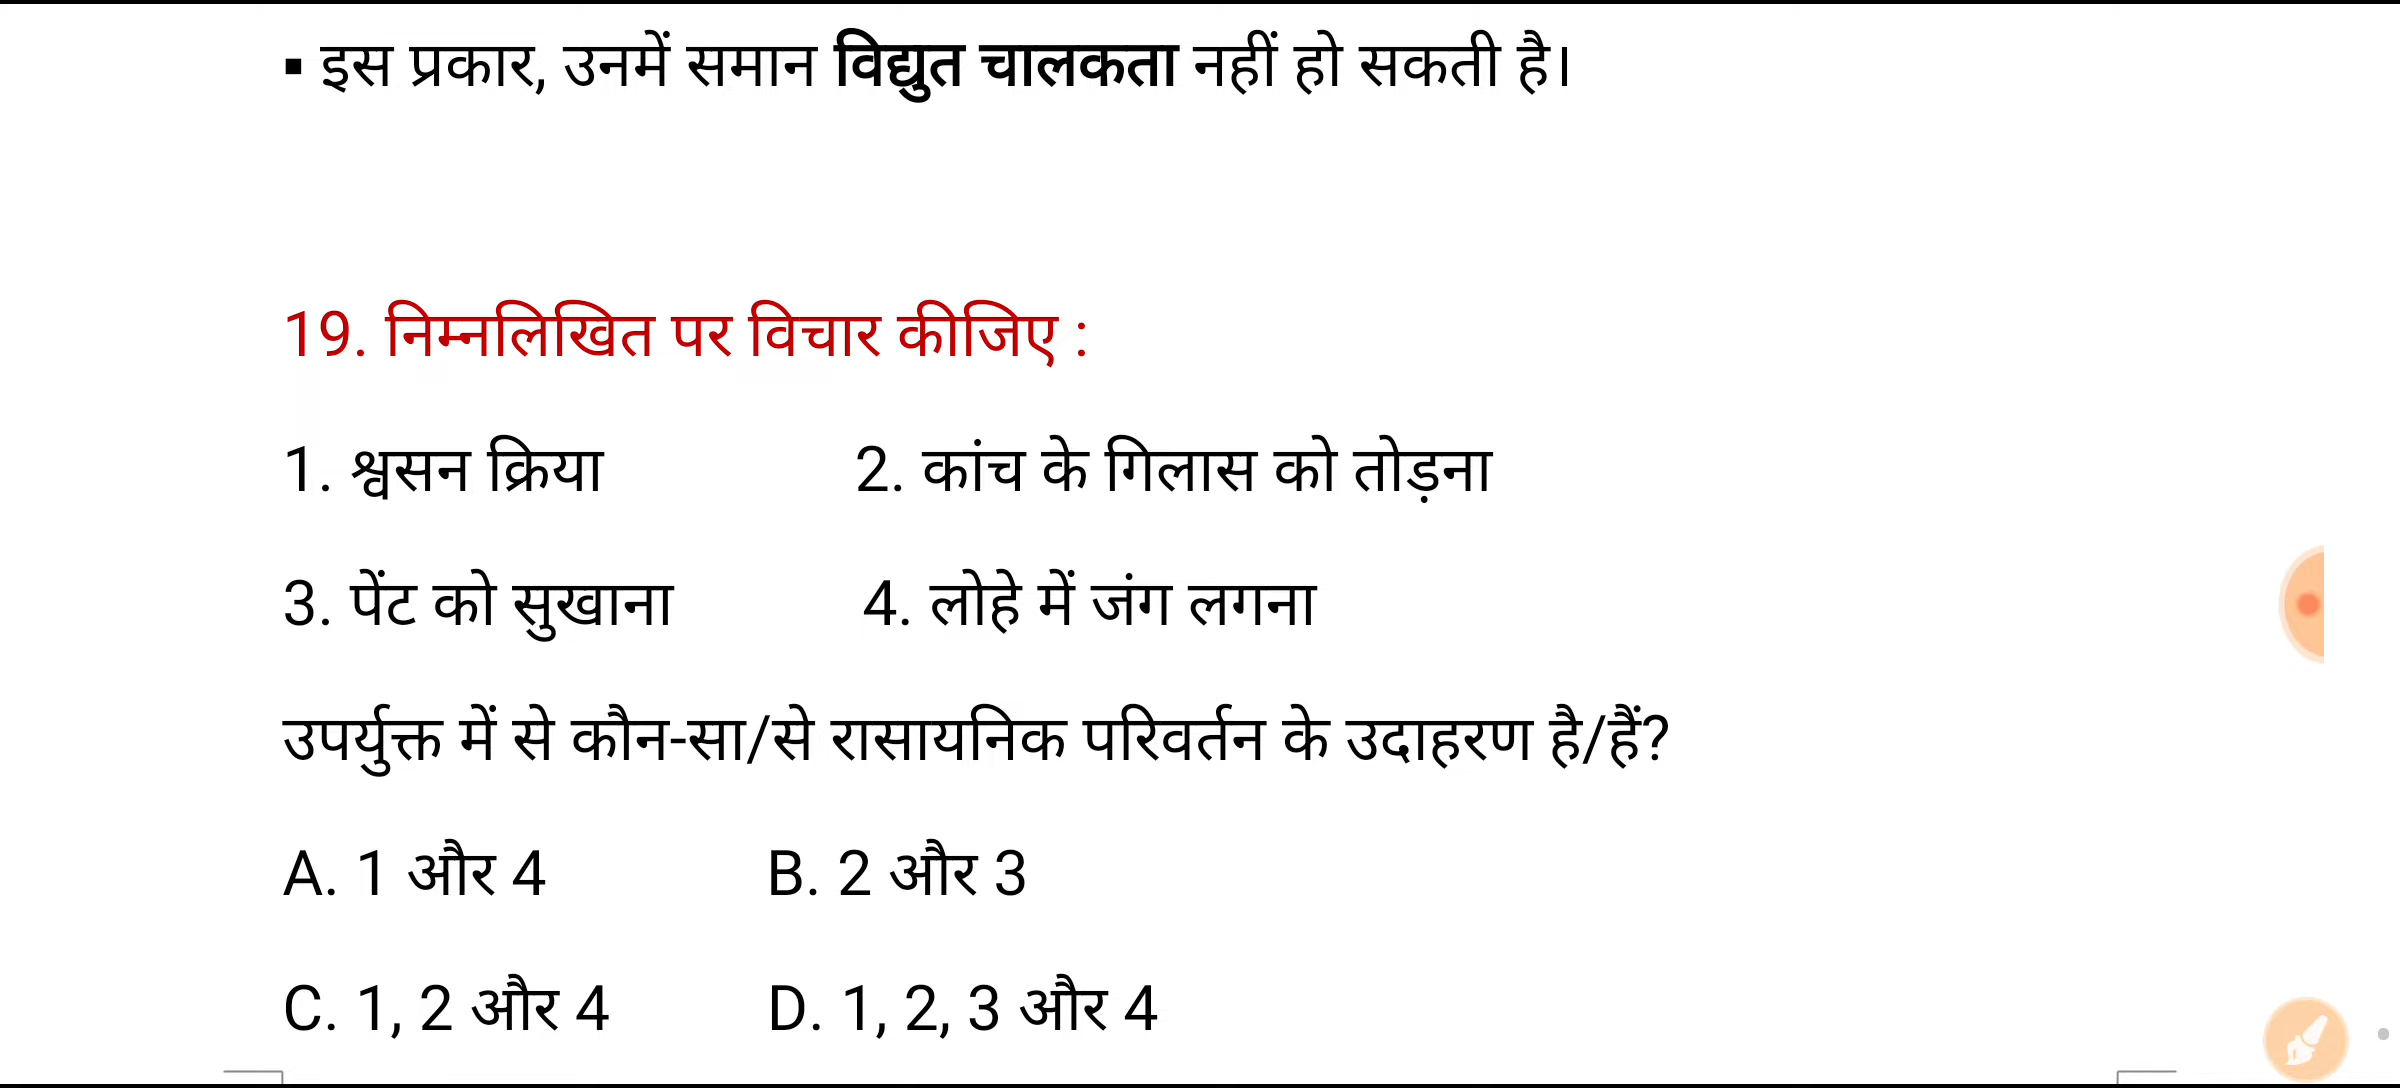 ▪ इस प्रकार, उनमें समान विद्युत चालकता नहीं हो सकती है।
19. निम्नलिखित पर विचार कीजिए :
1. श्वसन क्रिया 2. कांच के गिलास को तोड़ना
3. पेंट को सुखाना 4. लोहे में जंग लगना
उपर्युक्त में से कौन-सा/से रासायनिक परिवर्तन के उदाहरण है/हैं?
A. 1 और 4 B. 2 और 3
C. 1, 2 और 4 D. 1, 2, 3 और 4